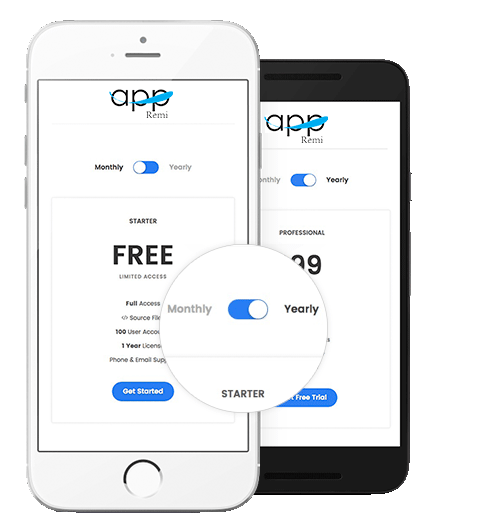 app
Remi
Monthly Yearly
STARTER
FREE
LIMITED ACCESS
Full Access
</> Source File
100 User Accou
1 Year Licens
Phone & Email Supp
Get Started
app
Remi
onthly Yearly
PROFESSIONAL
99
Free Trial
Monthly Yearly
STARTER